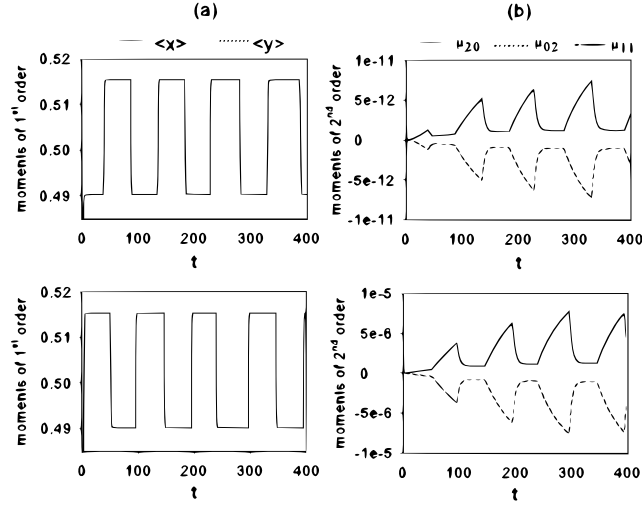 (a)
(b)
<x> <y>
μ20 μ02 μ11
moments of 1st order
0.52
0.51
0.50
0.49
0 100 200 300 400
t
moments of 2nd order
1e-11
5e-12
0
-5e-12
-1e-11
0 100 200 300 400
t
moments of 1st order
0.52
0.51
0.50
0.49
0 100 200 300 400
t
moments of 2nd order
1e-5
5e-6
0
-5e-6
-1e-5
0 100 200 300 400
t